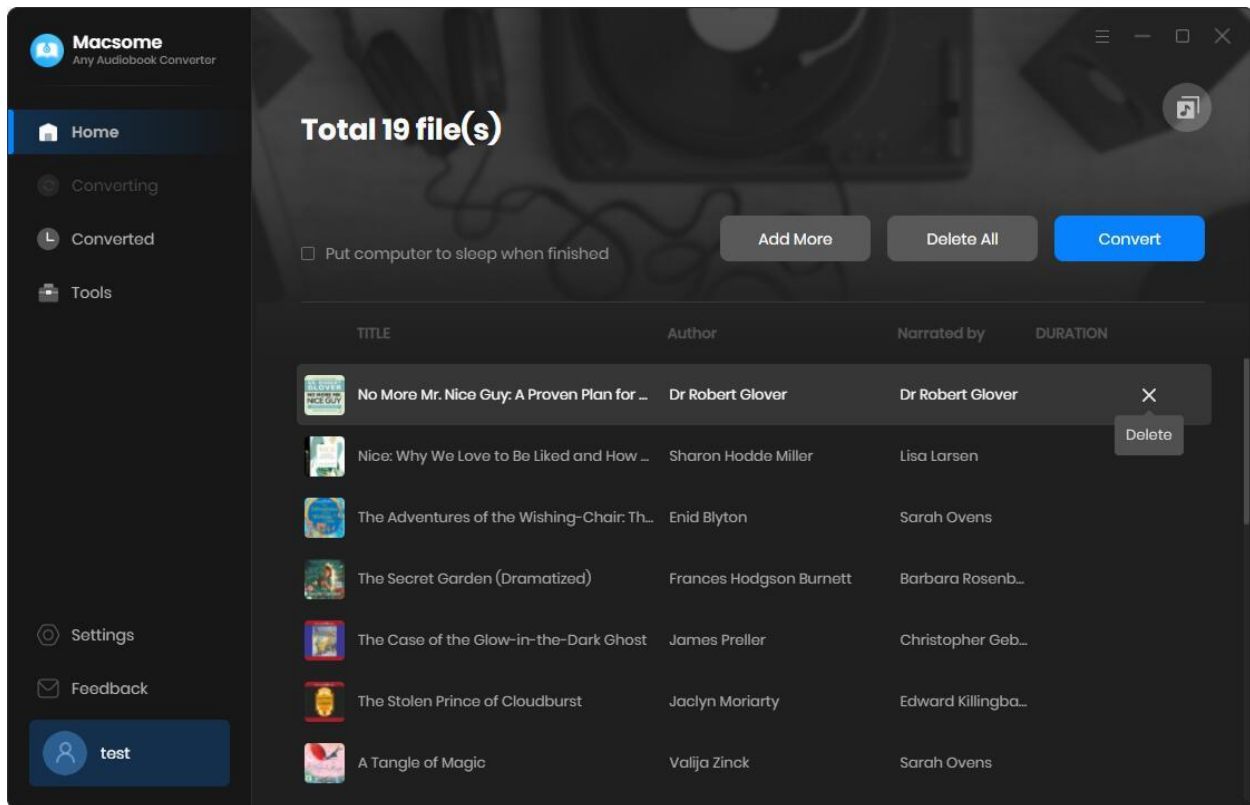 Macsome
Any Audiobook Converter
Home
Converting
Converted
Tools
Settings
Feedback
test
Total 19 file(s)
Put computer to sleep when finished
Add More
Delete All
Convert
TITLE Author Narrated by DURATION
No More Mr. Nice Guy: A Proven Plan for ... Dr Robert Glover Dr Robert Glover
Delete
Nice: Why We Love to Be Liked and How ... Sharon Hodde Miller Lisa Larsen
The Adventures of the Wishing-Chair: Th... Enid Blyton Sarah Ovens
The Secret Garden (Dramatized) Frances Hodgson Burnett Barbara Rosenb...
The Case of the Glow-in-the-Dark Ghost James Preller Christopher Geb...
The Stolen Prince of Cloudburst Jaclyn Moriarty Edward Killingba...
A Tangle of Magic Valija Zinck Sarah Ovens